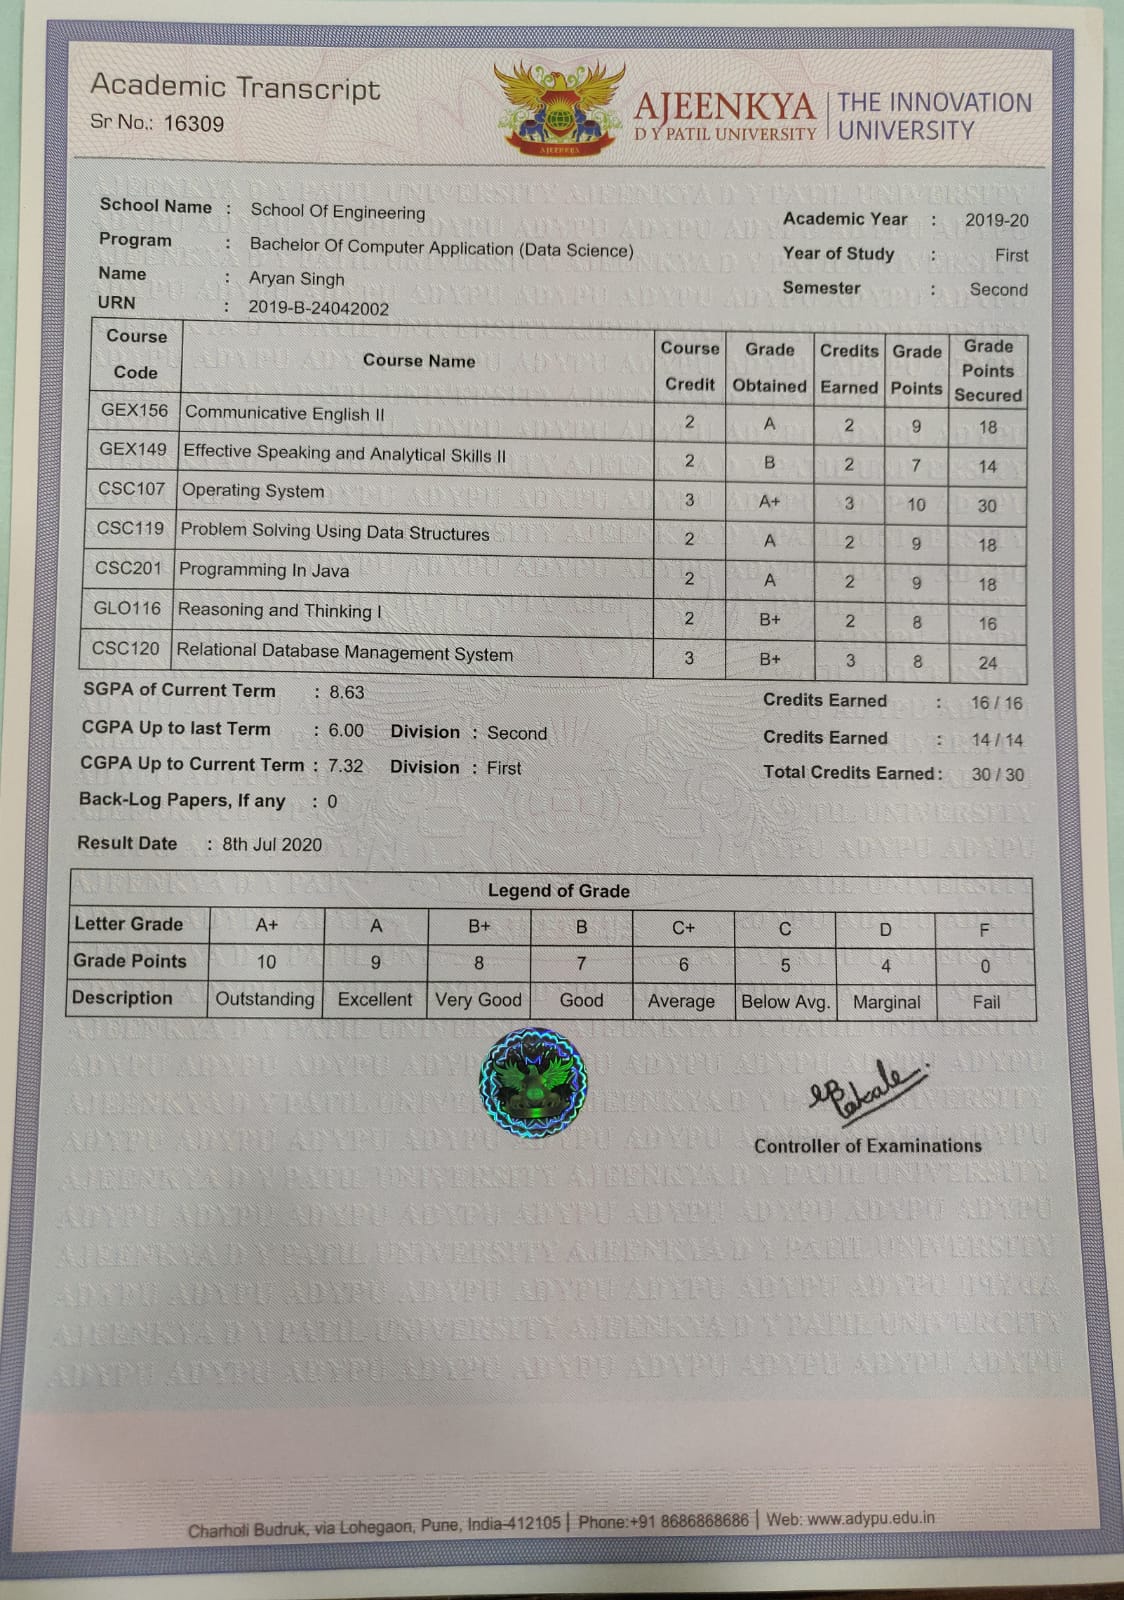 Academic Transcript
Sr No.: 16309
AJEENKYA
D Y PATIL UNIVERSITY
THE INNOVATION
UNIVERSITY
AJEENKYA
School Name : School Of Engineering
Program : Bachelor Of Computer Application (Data Science)
Name : Aryan Singh
URN : 2019-B-24042002
Academic Year : 2019-20
Year of Study : First
Semester : Second
Course Code Course Name Course Credit Grade Obtained Credits Earned Grade Points Grade Points Secured
GEX156 Communicative English II 2 A 2 9 18
GEX149 Effective Speaking and Analytical Skills II 2 B 2 7 14
CSC107 Operating System 3 A+ 3 10 30
CSC119 Problem Solving Using Data Structures 2 A 2 9 18
CSC201 Programming In Java 2 A 2 9 18
GLO116 Reasoning and Thinking I 2 B+ 2 8 16
CSC120 Relational Database Management System 3 B+ 3 8 24
SGPA of Current Term : 8.63 Credits Earned : 16 / 16
CGPA Up to last Term : 6.00 Division : Second Credits Earned : 14 / 14
CGPA Up to Current Term : 7.32 Division : First Total Credits Earned : 30 / 30
Back-Log Papers, If any : 0
Result Date : 8th Jul 2020
Legend of Grade
Letter Grade A+ A B+ B C+ C D F
Grade Points 10 9 8 7 6 5 4 0
Description Outstanding Excellent Very Good Good Average Below Avg. Marginal Fail
Controller of Examinations
Charholi Budruk, via Lohegaon, Pune, India-412105 | Phone:+91 8686868686 | Web: www.adypu.edu.in